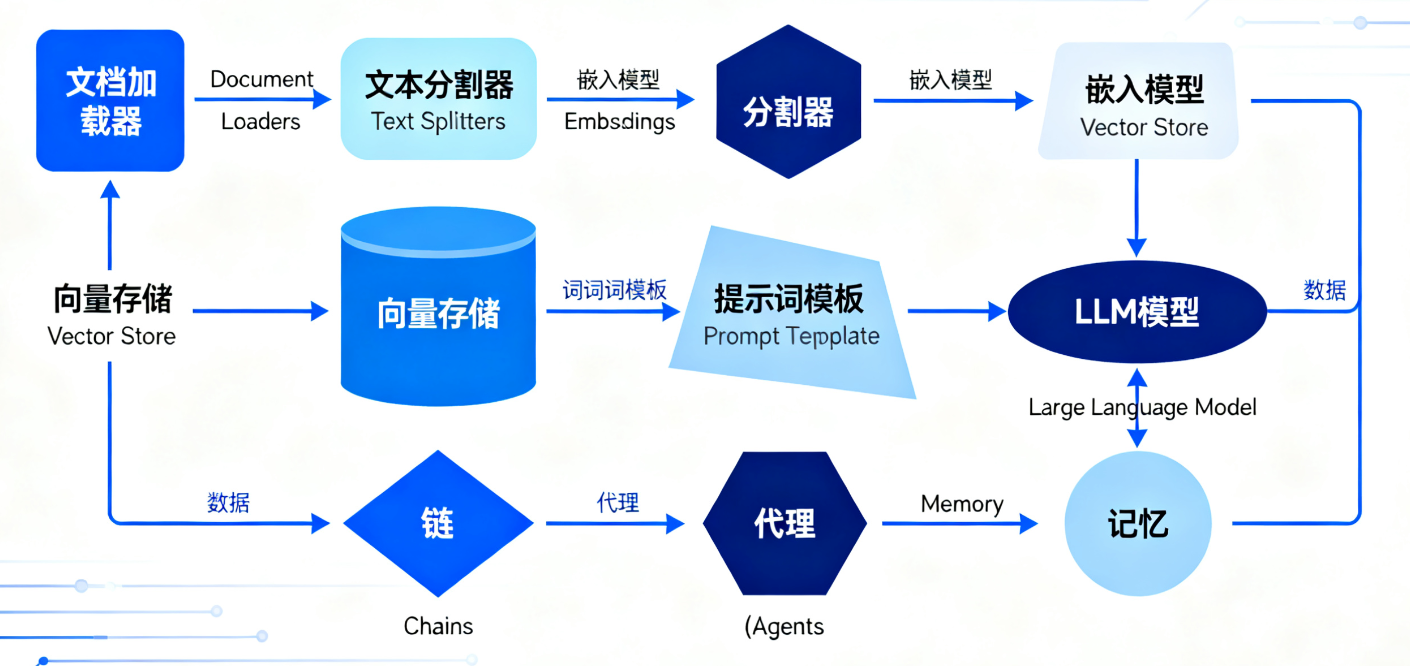 文档加
载器
Document
Loaders
文本分割器
Text Splitters
嵌入模型
Embsdings
分割器
嵌入模型
嵌入模型
Vector Store
向量存储
Vector Store
向量存储
词词词模板
提示词模板
Prompt Tepplate
LLM模型
数据
Large Language Model
数据
链
Chains
代理
代理
(Agents
Memory
记忆